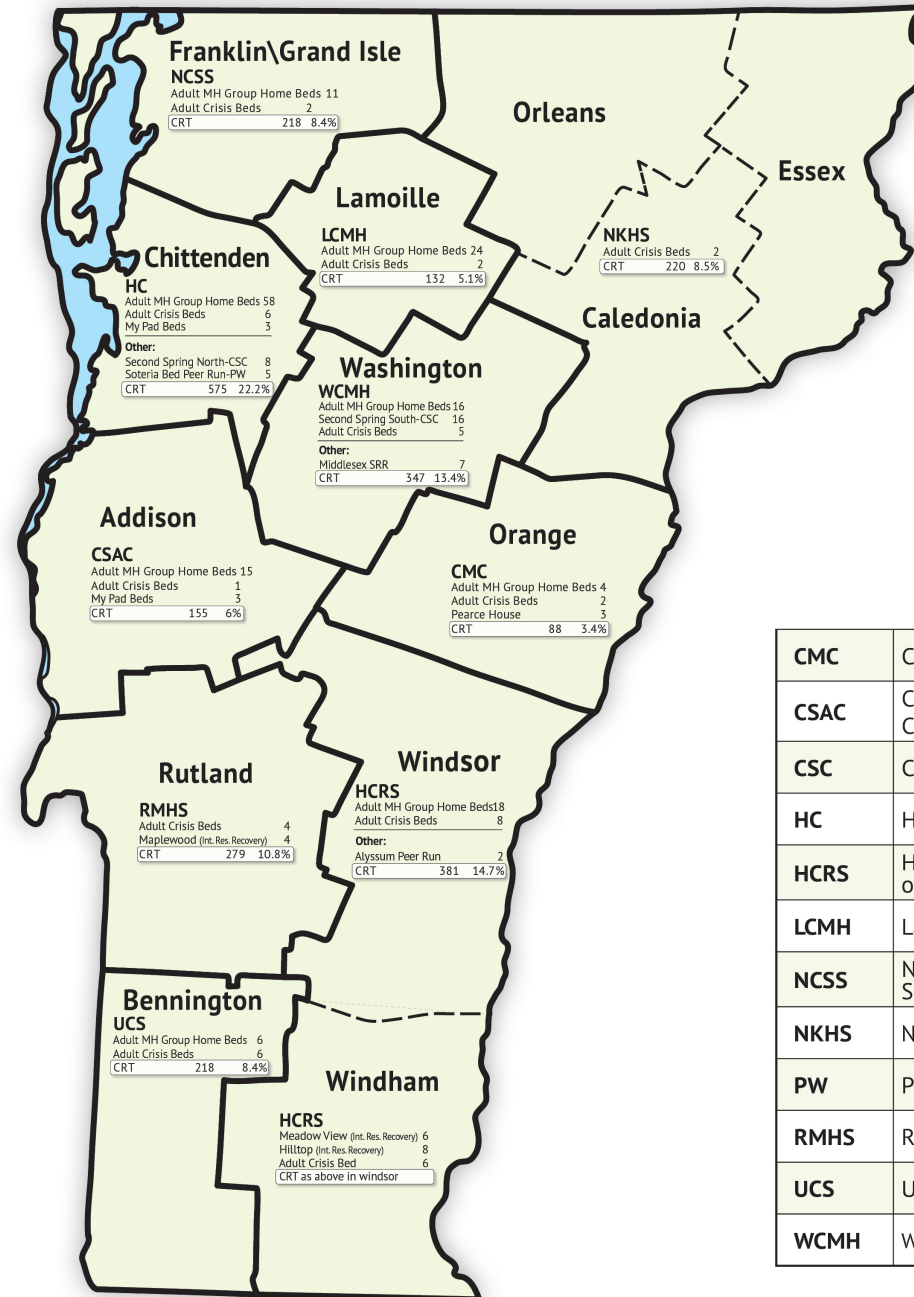 Franklin\Grand Isle
NCSS
Adult MH Group Home Beds 11
Adult Crisis Beds 2
CRT 218 8.4%
Orleans
Essex
Lamoille
LCMH
Adult MH Group Home Beds 24
Adult Crisis Beds 2
CRT 132 5.1%
NKHS
Adult Crisis Beds 2
CRT 220 8.5%
Caledonia
Chittenden
HC
Adult MH Group Home Beds 58
Adult Crisis Beds 6
My Pad Beds 3
Other:
Second Spring North-CSC 8
Soteria Bed Peer Run-PW 5
CRT 575 22.2%
Washington
WCMH
Adult MH Group Home Beds 16
Second Spring South-CSC 16
Adult Crisis Beds 5
Other:
Middlesex SRR 7
CRT 347 13.4%
Addison
CSAC
Adult MH Group Home Beds 15
Adult Crisis Beds 1
My Pad Beds 3
CRT 155 6%
Orange
CMC
Adult MH Group Home Beds 4
Adult Crisis Beds 2
Pearce House 3
CRT 88 3.4%
Rutland
RMHS
Adult Crisis Beds 4
Maplewood (Int. Res. Recovery) 4
CRT 279 10.8%
Windsor
HCRS
Adult MH Group Home Beds18
Adult Crisis Beds 8
Other:
Alyssum Peer Run 2
CRT 381 14.7%
Bennington
UCS
Adult MH Group Home Beds 6
Adult Crisis Beds 6
CRT 218 8.4%
Windham
HCRS
Meadow View (Int. Res. Recovery) 6
Hilltop (Int. Res. Recovery) 8
Adult Crisis Bed 6
CRT as above in windsor
CMC
CSAC
CSC
HC
HCRS
LCMH
NCSS
NKHS
PW
RMHS
UCS
WCMH